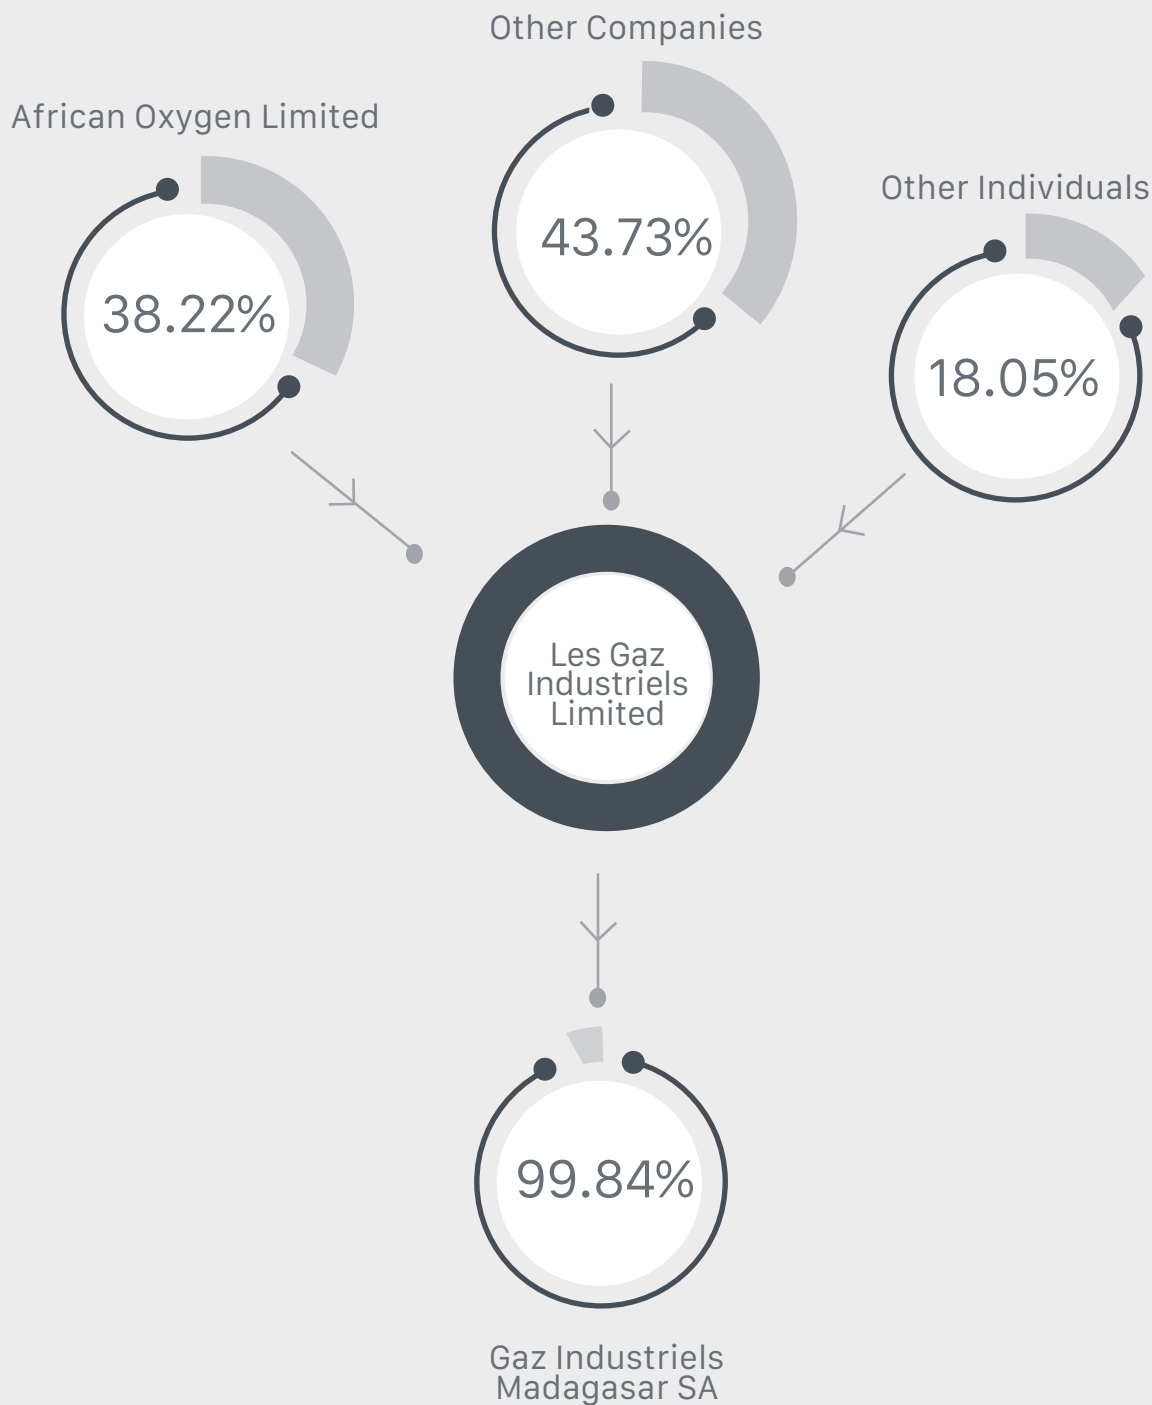 Other Companies
African Oxygen Limited
Other Individuals
43.73%
38.22%
18.05%
Les Gaz
Industriels
Limited
99.84%
Gaz Industriels
Madagasar SA